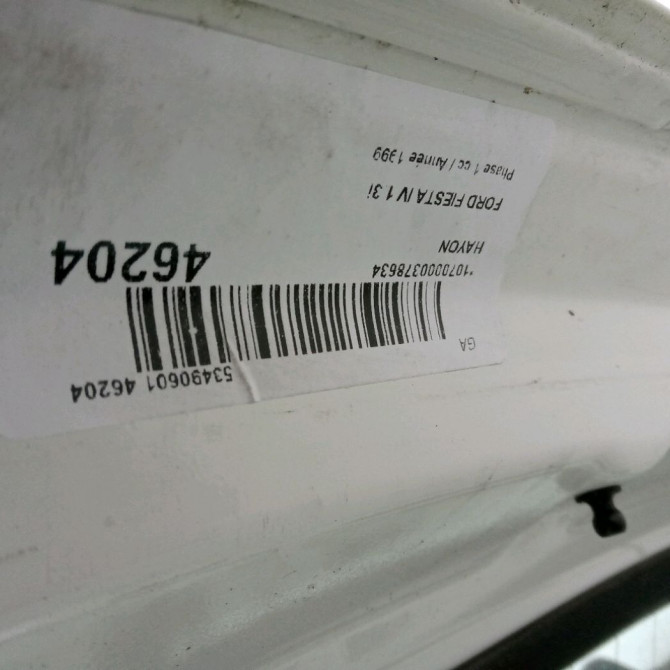 GA
53490601 46204
*1070000378634
46204
HAYON
FORD FIESTA IV 1.3i
Phase 1 cc / Année 1999